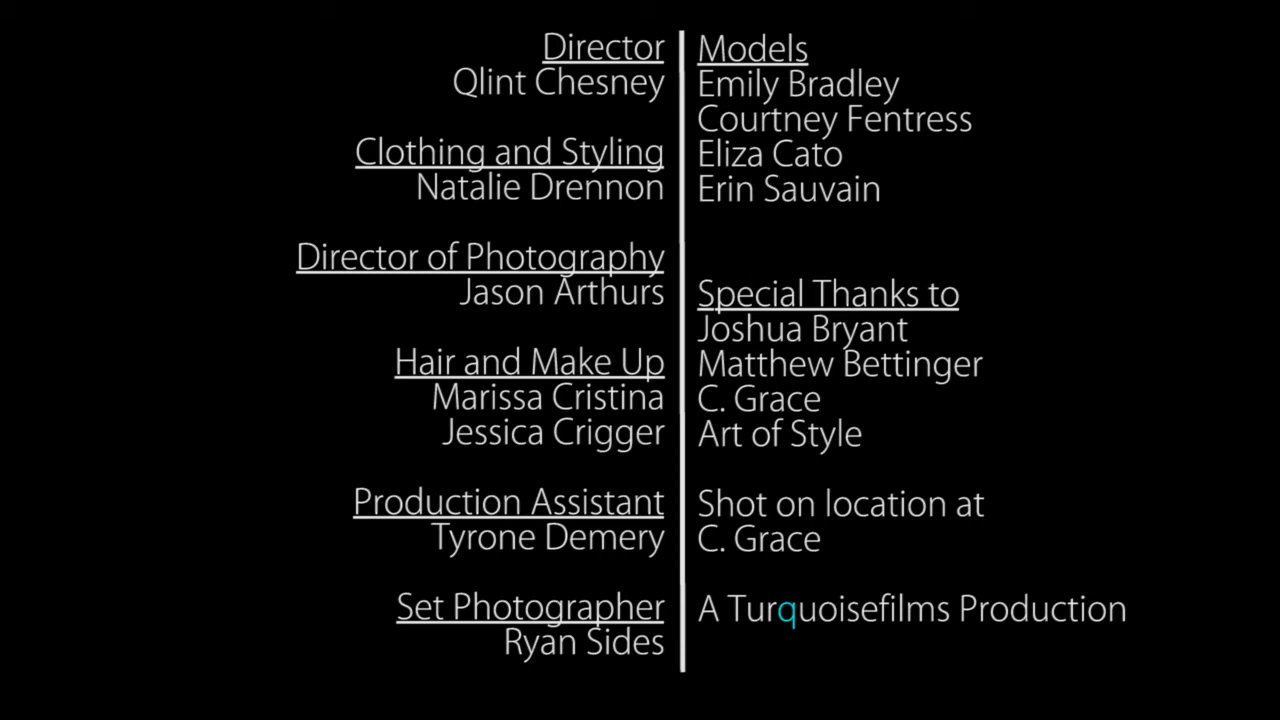 Director
Qlint Chesney
Clothing and Styling
Natalie Drennon
Director of Photography
Jason Arthurs
Hair and Make Up
Marissa Cristina
Jessica Crigger
Production Assistant
Tyrone Demery
Set Photographer
Ryan Sides
Models
Emily Bradley
Courtney Fentress
Eliza Cato
Erin Sauvain
Special Thanks to
Joshua Bryant
Matthew Bettinger
C. Grace
Art of Style
Shot on location at
C. Grace
A Turquoisefilms Production